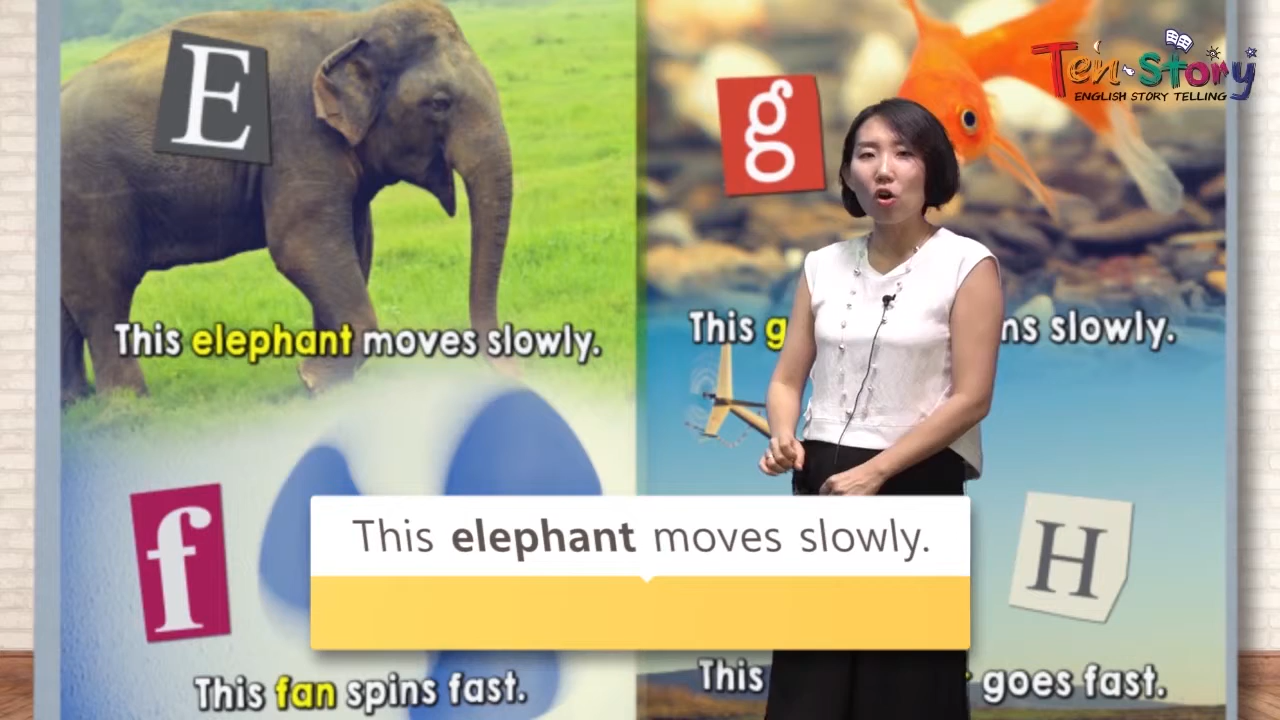 Ten-Story
ENGLISH STORY TELLING
E
g
This elephant moves slowly.
This g ns slowly.
f
H
This elephant moves slowly.
This fan spins fast.
This goes fast.